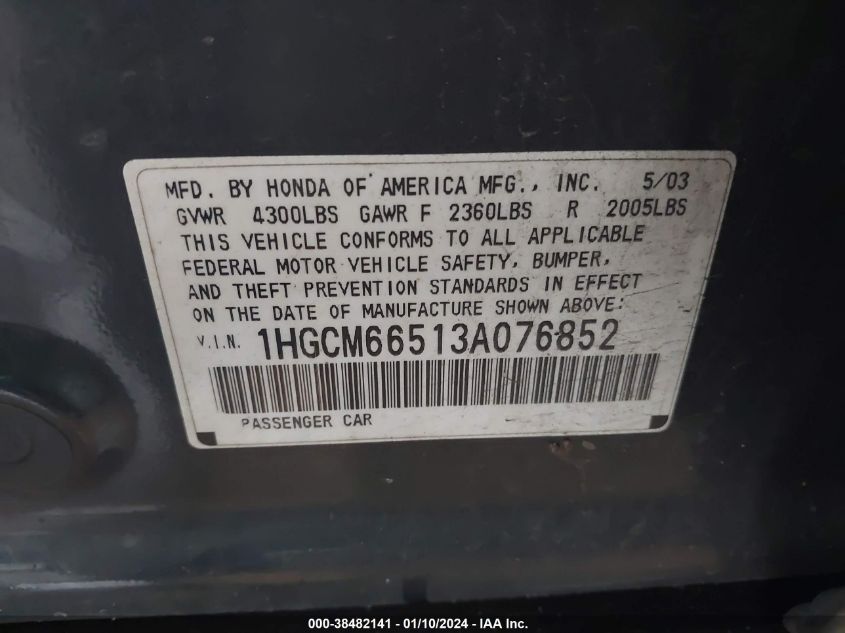 MFD. BY HONDA OF AMERICA MFG., INC. 5/03
GVWR 4300LBS GAWR F 2360LBS R 2005LBS
THIS VEHICLE CONFORMS TO ALL APPLICABLE
FEDERAL MOTOR VEHICLE SAFETY, BUMPER,
AND THEFT PREVENTION STANDARDS IN EFFECT
ON THE DATE OF MANUFACTURE SHOWN ABOVE:
V.I.N. 1HGCM66513A076852
PASSENGER CAR
000-38482141 - 01/10/2024 - IAA Inc.